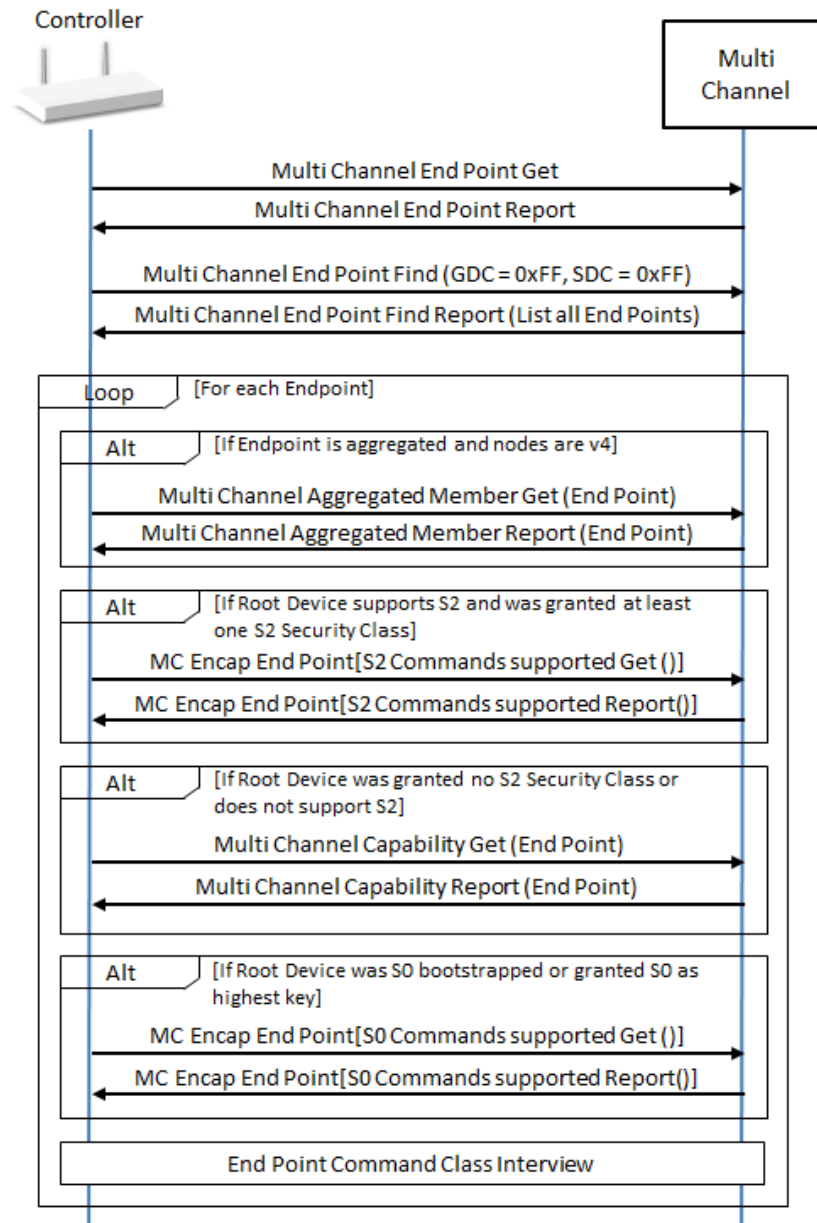 Controller
Multi
Channel
Multi Channel End Point Get
Multi Channel End Point Report
Multi Channel End Point Find (GDC = 0xFF, SDC = 0xFF)
Multi Channel End Point Find Report (List all End Points)
Loop
[For each Endpoint]
Alt
[If Endpoint is aggregated and nodes are v4]
Multi Channel Aggregated Member Get (End Point)
Multi Channel Aggregated Member Report (End Point)
Alt
[If Root Device supports S2 and was granted at least
one S2 Security Class]
MC Encap End Point[S2 Commands supported Get ()]
MC Encap End Point[S2 Commands supported Report()]
Alt
[If Root Device was granted no S2 Security Class or
does not support S2]
Multi Channel Capability Get (End Point)
Multi Channel Capability Report (End Point)
Alt
[If Root Device was S0 bootstrapped or granted S0 as
highest key]
MC Encap End Point[S0 Commands supported Get ()]
MC Encap End Point[S0 Commands supported Report()]
End Point Command Class Interview